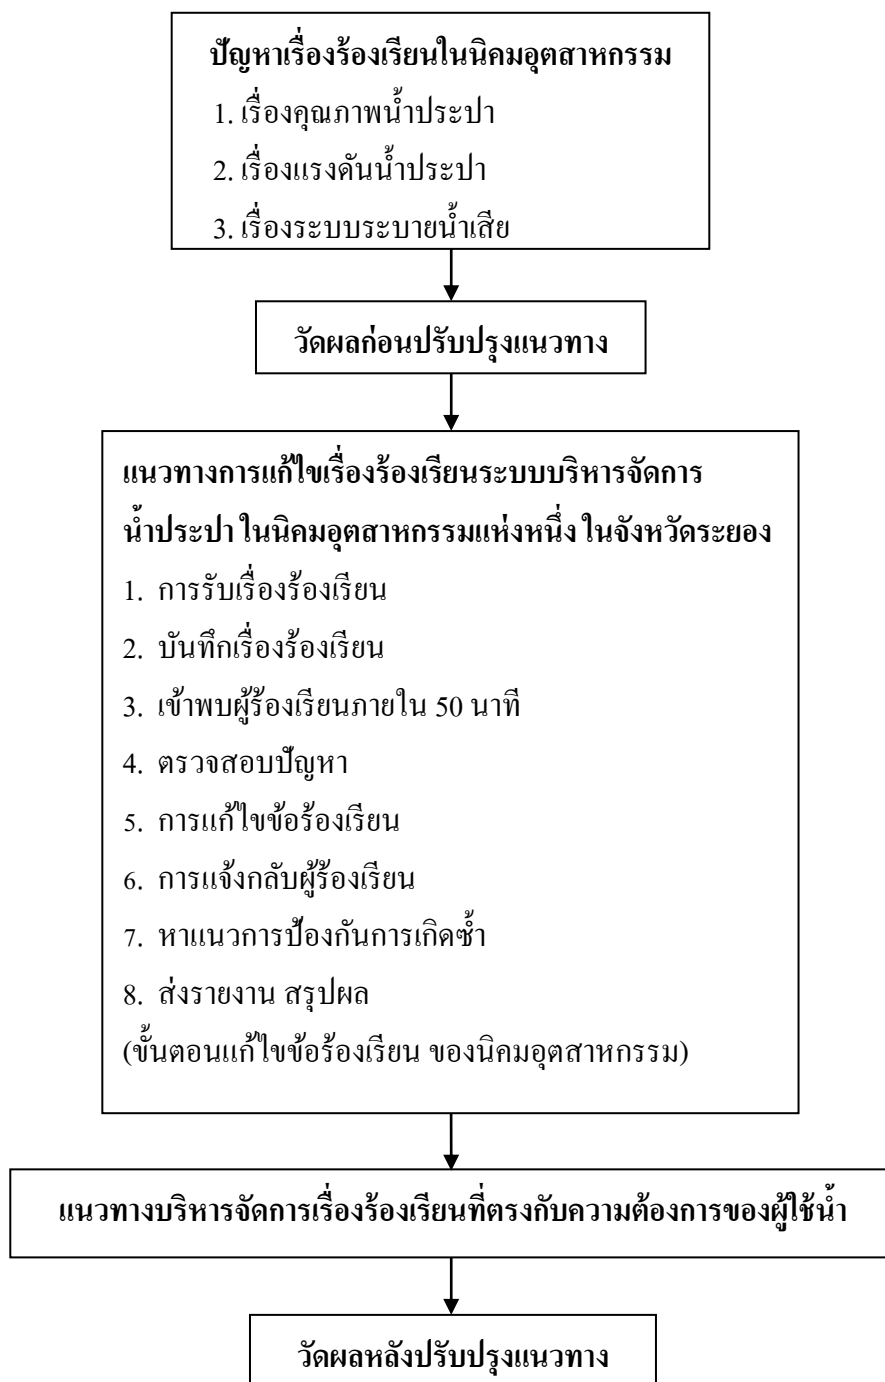 ปัญหาเรื่องร้องเรียนในนิคมอุตสาหกรรม
1. เรื่องคุณภาพน้ำประปา
2. เรื่องแรงดันน้ำประปา
3. เรื่องระบบระบายน้ำเสีย
วัดผลก่อนปรับปรุงแนวทาง
แนวทางการแก้ไขเรื่องร้องเรียนระบบบริหารจัดการ
น้ำประปา ในนิคมอุตสาหกรรมแห่งหนึ่ง ในจังหวัดระยอง
1. การรับเรื่องร้องเรียน
2. บันทึกเรื่องร้องเรียน
3. เข้าพบผู้ร้องเรียนภายใน 50 นาที
4. ตรวจสอบปัญหา
5. การแก้ไขข้อร้องเรียน
6. การแจ้งกลับผู้ร้องเรียน
7. หาแนวการป้องกันการเกิดซ้ำ
8. ส่งรายงาน สรุปผล
(ขั้นตอนแก้ไขข้อร้องเรียน ของนิคมอุตสาหกรรม)
แนวทางบริหารจัดการเรื่องร้องเรียนที่ตรงกับความต้องการของผู้ใช้น้ำ
วัดผลหลังปรับปรุงแนวทาง